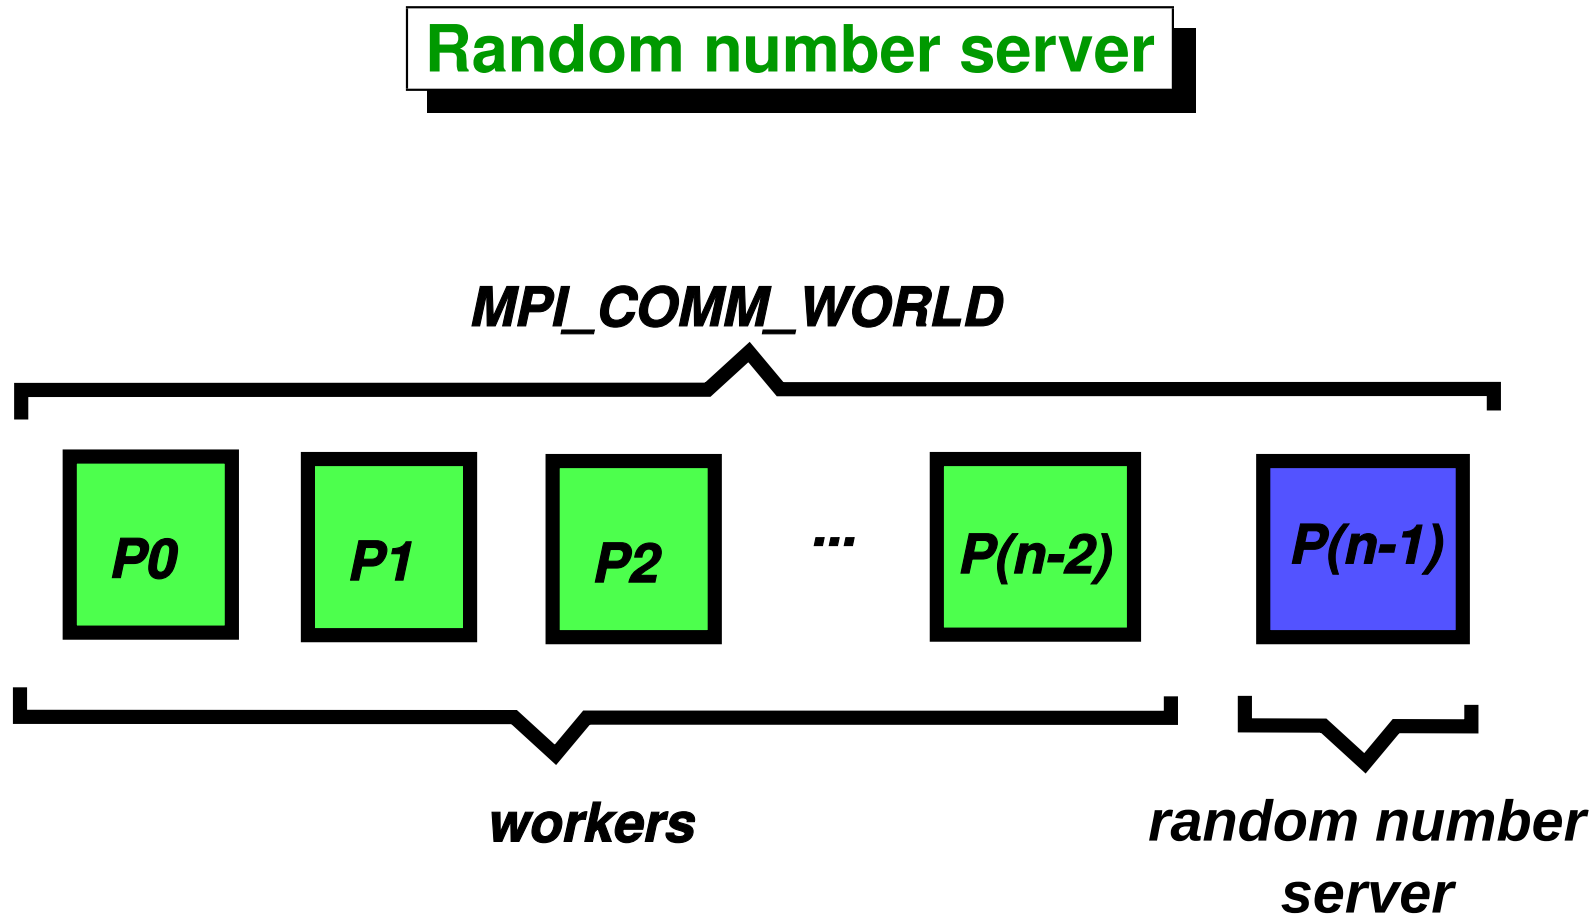 Random number server
MPI_COMM_WORLD
P0 P1 P2 ... P(n-2) P(n-1)
workers
random number
server